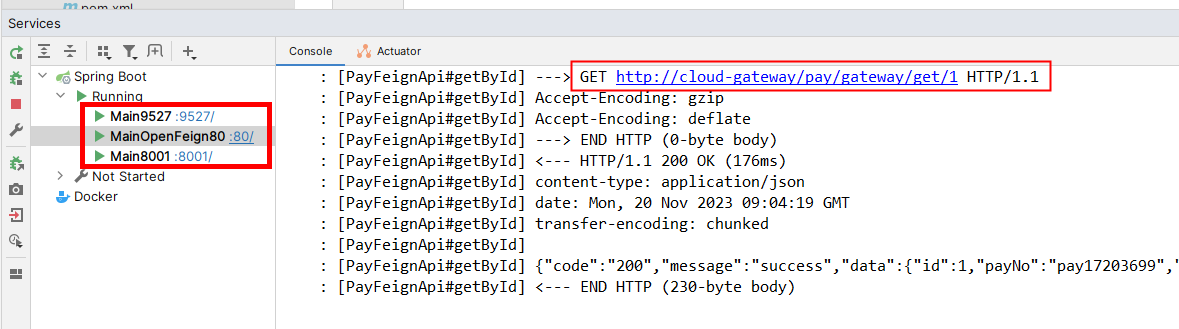 pom.xml
Services
Console
Actuator
Spring Boot
Running
Main9527 :9527/
MainOpenFeign80 :80/
Main8001 :8001/
Not Started
Docker
: [PayFeignApi#getById] ---> GET http://cloud-gateway/pay/gateway/get/1 HTTP/1.1
: [PayFeignApi#getById] Accept-Encoding: gzip
: [PayFeignApi#getById] Accept-Encoding: deflate
: [PayFeignApi#getById] ---> END HTTP (0-byte body)
: [PayFeignApi#getById] <--- HTTP/1.1 200 OK (176ms)
: [PayFeignApi#getById] content-type: application/json
: [PayFeignApi#getById] date: Mon, 20 Nov 2023 09:04:19 GMT
: [PayFeignApi#getById] transfer-encoding: chunked
: [PayFeignApi#getById]
: [PayFeignApi#getById] {"code":"200","message":"success","data":{"id":1,"payNo":"pay17203699","
: [PayFeignApi#getById] <--- END HTTP (230-byte body)